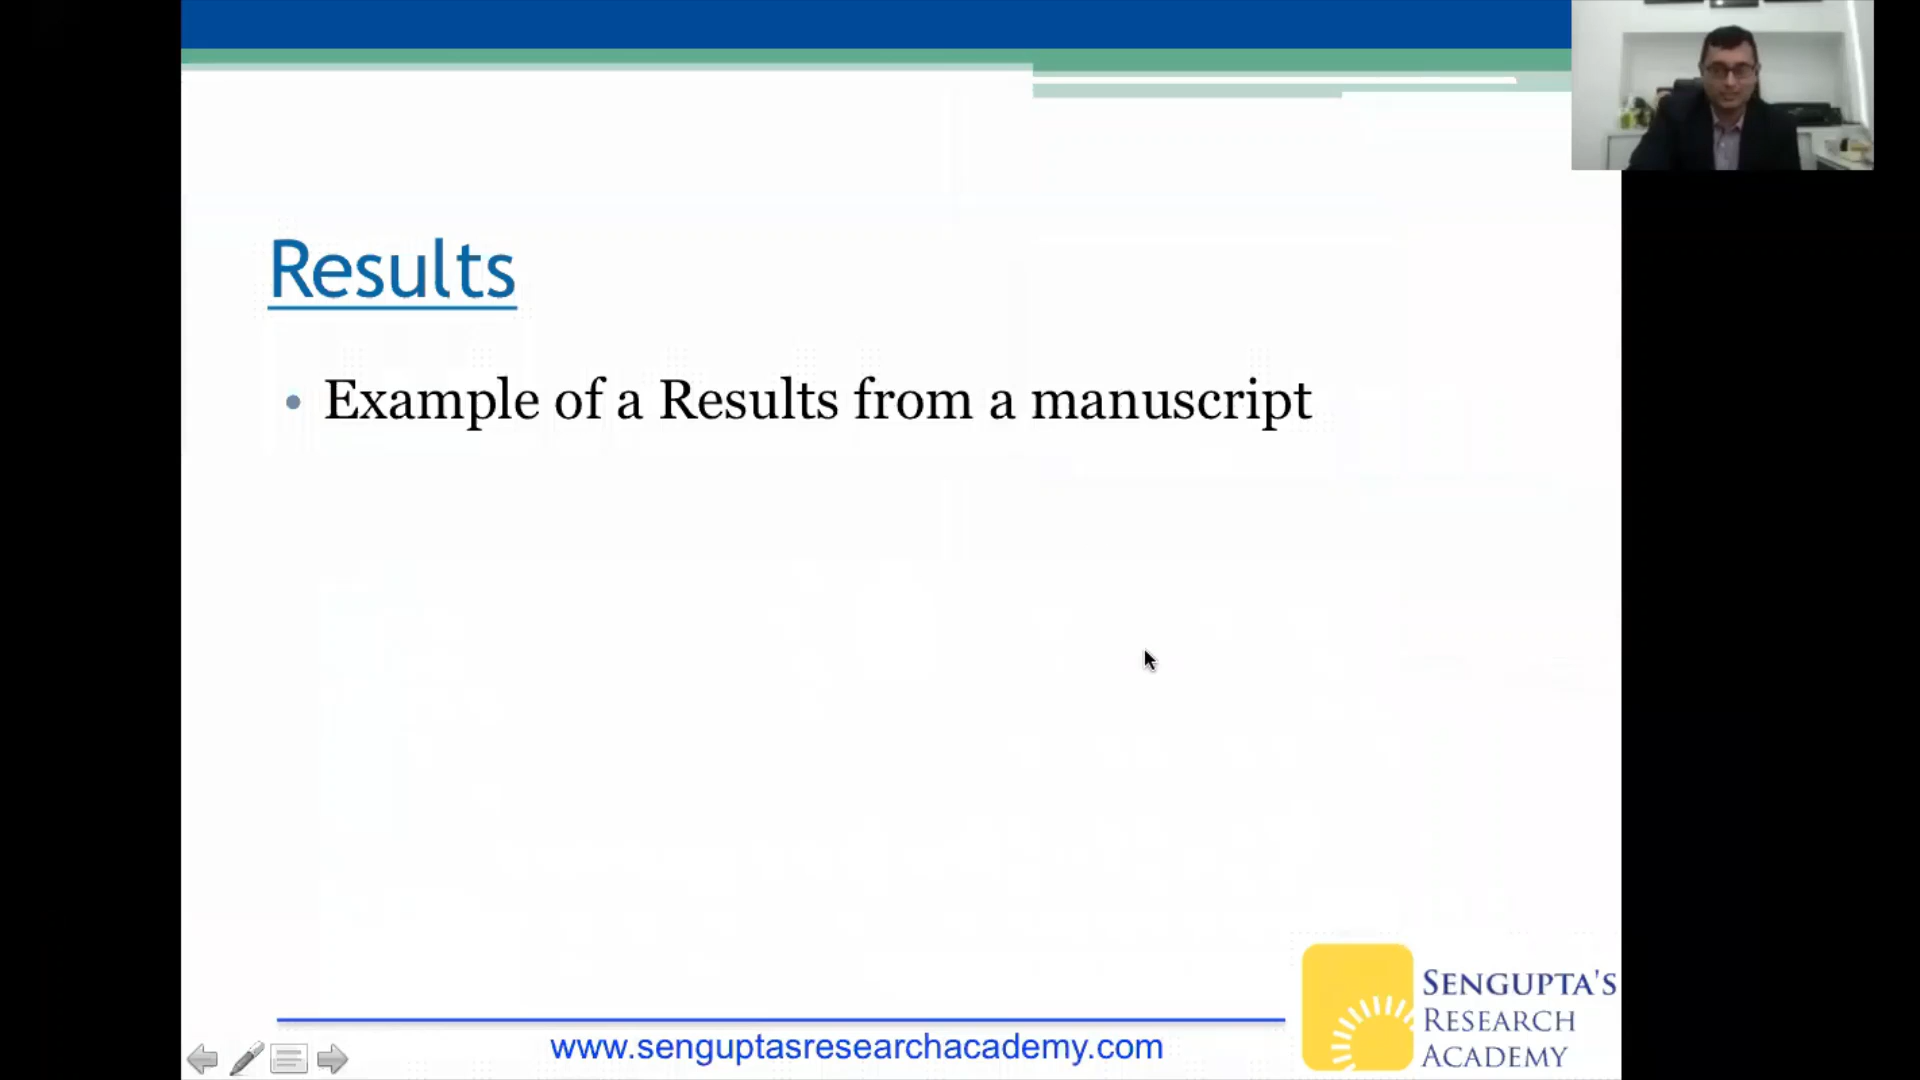 Results
• Example of a Results from a manuscript
www.senguptasresearchacademy.com
SENGUPTA'S
RESEARCH
ACADEMY